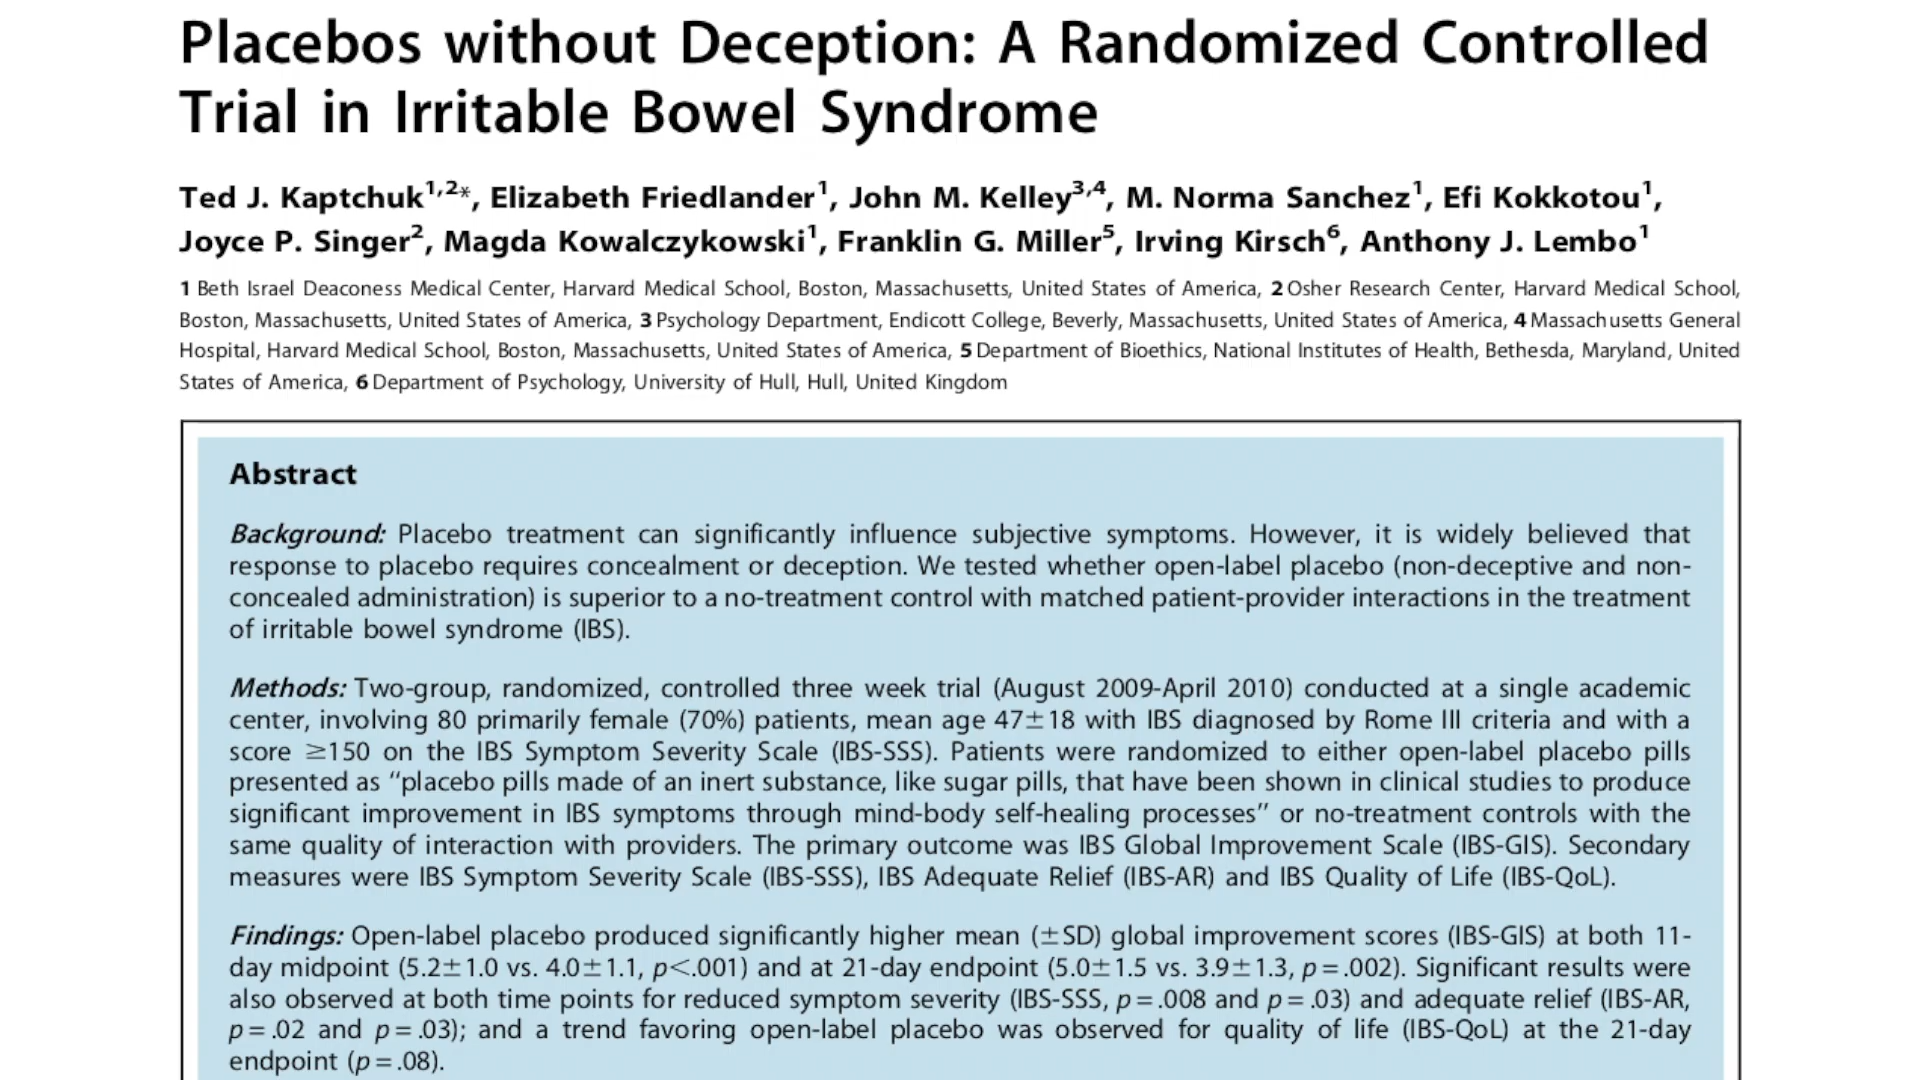 Placebos without Deception: A Randomized Controlled
Trial in Irritable Bowel Syndrome
Ted J. Kaptchuk1,2*, Elizabeth Friedlander1, John M. Kelley3,4, M. Norma Sanchez1, Efi Kokkotou1,
Joyce P. Singer2, Magda Kowalczykowski1, Franklin G. Miller5, Irving Kirsch6, Anthony J. Lembo1
1 Beth Israel Deaconess Medical Center, Harvard Medical School, Boston, Massachusetts, United States of America, 2 Osher Research Center, Harvard Medical School,
Boston, Massachusetts, United States of America, 3 Psychology Department, Endicott College, Beverly, Massachusetts, United States of America, 4 Massachusetts General
Hospital, Harvard Medical School, Boston, Massachusetts, United States of America, 5 Department of Bioethics, National Institutes of Health, Bethesda, Maryland, United
States of America, 6 Department of Psychology, University of Hull, Hull, United Kingdom
Abstract
Background: Placebo treatment can significantly influence subjective symptoms. However, it is widely believed that
response to placebo requires concealment or deception. We tested whether open-label placebo (non-deceptive and non-
concealed administration) is superior to a no-treatment control with matched patient-provider interactions in the treatment
of irritable bowel syndrome (IBS).
Methods: Two-group, randomized, controlled three week trial (August 2009-April 2010) conducted at a single academic
center, involving 80 primarily female (70%) patients, mean age 47±18 with IBS diagnosed by Rome III criteria and with a
score ≥150 on the IBS Symptom Severity Scale (IBS-SSS). Patients were randomized to either open-label placebo pills
presented as “placebo pills made of an inert substance, like sugar pills, that have been shown in clinical studies to produce
significant improvement in IBS symptoms through mind-body self-healing processes” or no-treatment controls with the
same quality of interaction with providers. The primary outcome was IBS Global Improvement Scale (IBS-GIS). Secondary
measures were IBS Symptom Severity Scale (IBS-SSS), IBS Adequate Relief (IBS-AR) and IBS Quality of Life (IBS-QoL).
Findings: Open-label placebo produced significantly higher mean (±SD) global improvement scores (IBS-GIS) at both 11-
day midpoint (5.2±1.0 vs. 4.0±1.1, p<.001) and at 21-day endpoint (5.0±1.5 vs. 3.9±1.3, p = .002). Significant results were
also observed at both time points for reduced symptom severity (IBS-SSS, p = .008 and p = .03) and adequate relief (IBS-AR,
p = .02 and p = .03); and a trend favoring open-label placebo was observed for quality of life (IBS-QoL) at the 21-day
endpoint (p = .08).